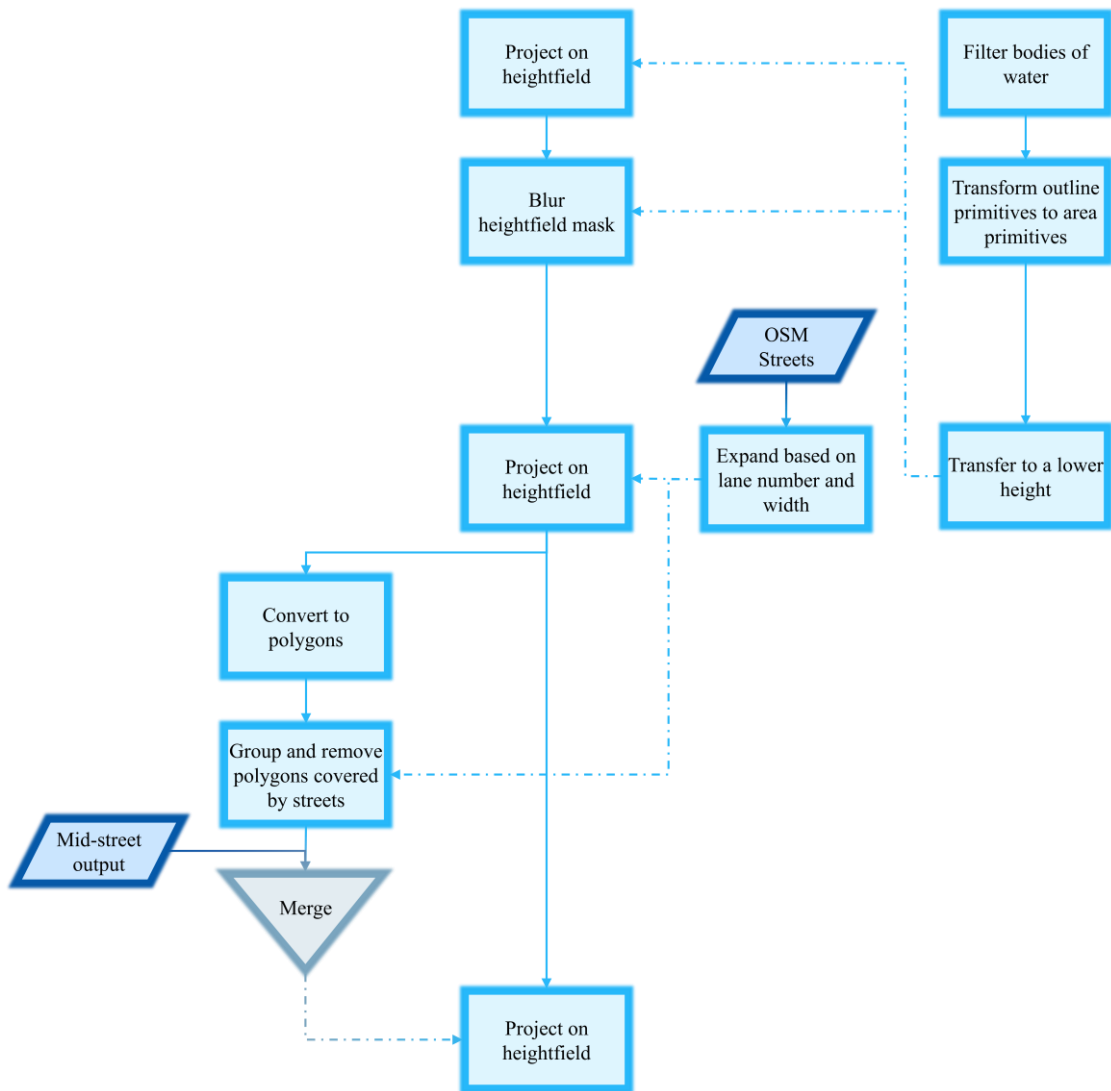 Project on
heightfield
Filter bodies of
water
Blur
heightfield mask
Transform outline
primitives to area
primitives
OSM
Streets
Project on
heightfield
Expand based on
lane number and
width
Transfer to a lower
height
Convert to
polygons
Group and remove
polygons covered
by streets
Mid-street
output
Merge
Project on
heightfield